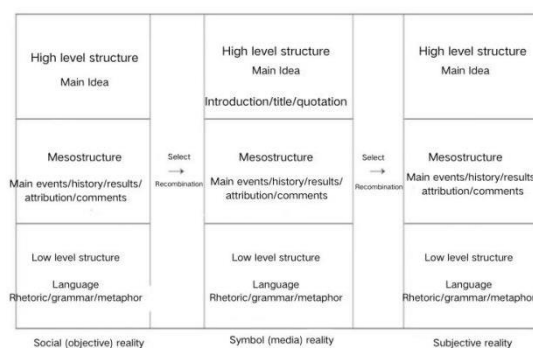 High level structure
Main Idea
High level structure
Main Idea
Introduction/title/quotation
High level structure
Main Idea
Mesostructure
Main events/history/results/
attribution/comments
Select
→
Recombination
Mesostructure
Main events/history/results/
attribution/comments
Select
→
Recombination
Mesostructure
Main events/history/results/
attribution/comments
Low level structure
Language
Rhetoric/grammar/metaphor
Low level structure
Language
Rhetoric/grammar/metaphor
Low level structure
Language
Rhetoric/grammar/metaphor
Social (objective) reality
Symbol (media) reality
Subjective reality